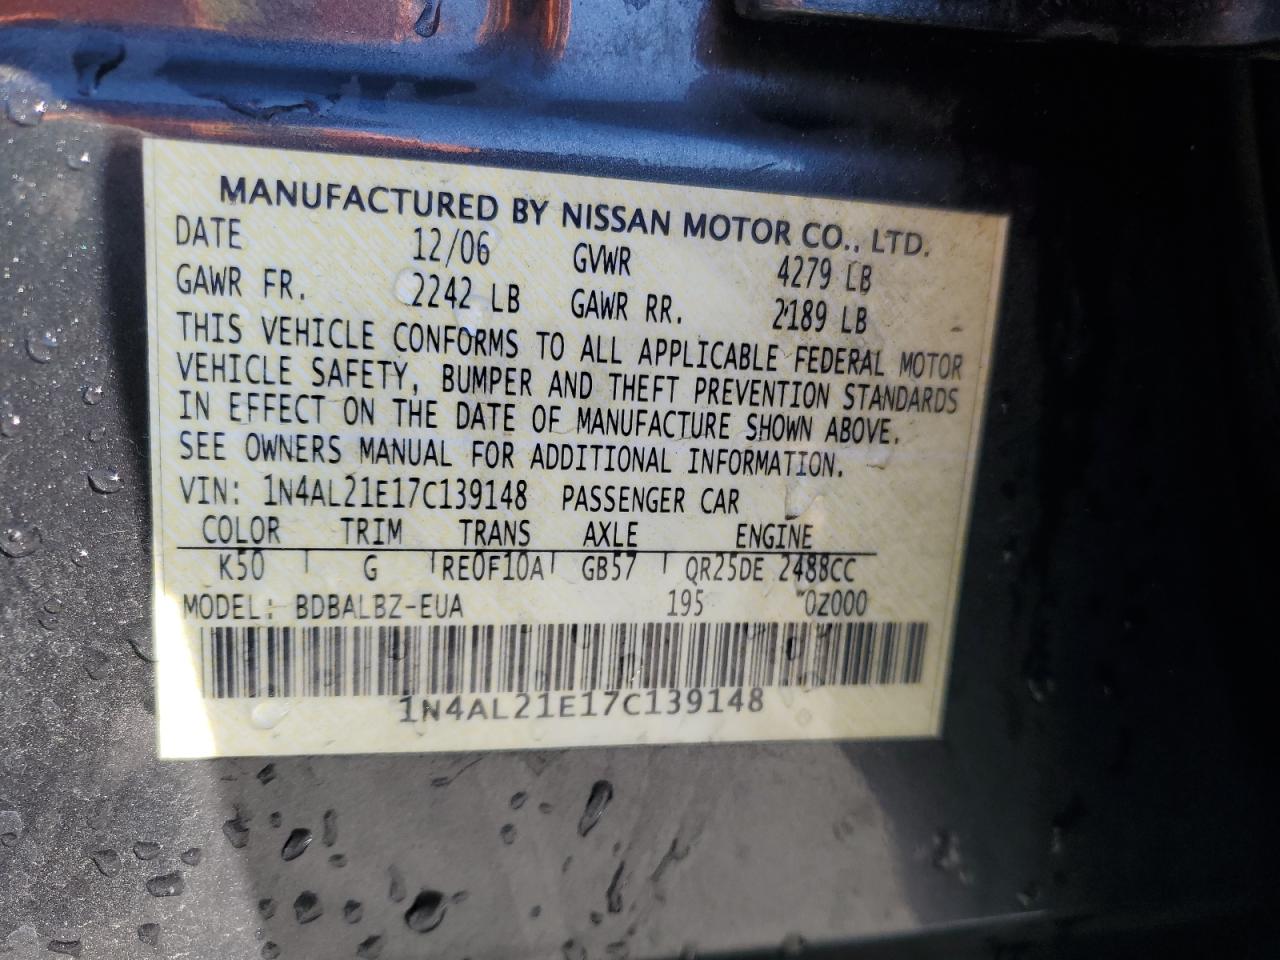 MANUFACTURED BY NISSAN MOTOR CO., LTD.
DATE 12/06 GVWR 4279 LB
GAWR FR. 2242 LB GAWR RR. 2189 LB
THIS VEHICLE CONFORMS TO ALL APPLICABLE FEDERAL MOTOR
VEHICLE SAFETY, BUMPER AND THEFT PREVENTION STANDARDS
IN EFFECT ON THE DATE OF MANUFACTURE SHOWN ABOVE.
SEE OWNERS MANUAL FOR ADDITIONAL INFORMATION.
VIN: 1N4AL21E17C139148 PASSENGER CAR
COLOR TRIM TRANS AXLE ENGINE
K50 G RE0F10A GB57 QR25DE 2488CC
MODEL: BDBALBZ-EUA 195 0Z000
1N4AL21E17C139148